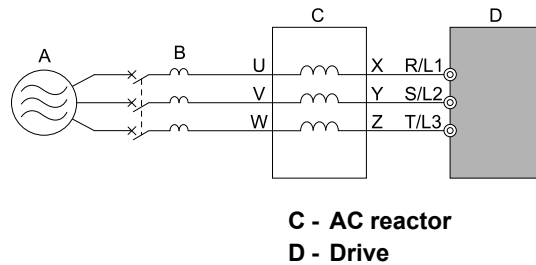 C D
A B
U X R/L1
V Y S/L2
W Z T/L3
C - AC reactor
D - Drive